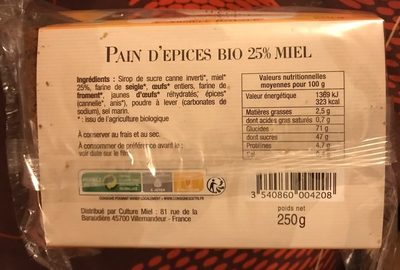 PAIN D'EPICES BIO 25% MIEL
Ingrédients : Sirop de sucre canne inverti*, miel*
25%, farine de seigle*, œufs* entiers, farine de
froment*, jaunes d'œufs* réhydratés, épices*
(cannelle*, anis*), poudre à lever (carbonates de
sodium), sel marin.
* : issu de l'agriculture biologique
A conserver au frais et au sec.
A consommer de préférence avant le :
voir date sur le film
Valeurs nutritionnelles
moyennes pour 100 g
Valeur énergétique 1369 kJ
323 kcal
Matières grasses 2,5 g
dont acides gras saturés 0,7 g
Glucides 71 g
dont sucres 47 g
Protéines 4,7 g
Distribué par Culture Miel : 81 rue de la
Baraudière 45700 Villemandeur - France
3 540860 004208
poids net
250g